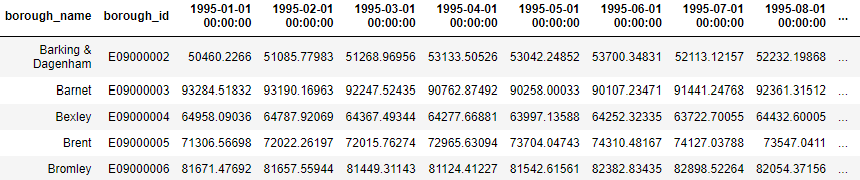 borough_name borough_id 1995-01-01 00:00:00 1995-02-01 00:00:00 1995-03-01 00:00:00 1995-04-01 00:00:00 1995-05-01 00:00:00 1995-06-01 00:00:00 1995-07-01 00:00:00 1995-08-01 00:00:00 ...
Barking & Dagenham E09000002 50460.2266 51085.77983 51268.96956 53133.50526 53042.24852 53700.34831 52113.12157 52232.19868 ...
Barnet E09000003 93284.51832 93190.16963 92247.52435 90762.87492 90258.00033 90107.23471 91441.24768 92361.31512 ...
Bexley E09000004 64958.09036 64787.92069 64367.49344 64277.66881 63997.13588 64252.32335 63722.70055 64432.60005 ...
Brent E09000005 71306.56698 72022.26197 72015.76274 72965.63094 73704.04743 74310.48167 74127.03788 73547.0411 ...
Bromley E09000006 81671.47692 81657.55944 81449.31143 81124.41227 81542.61561 82382.83435 82898.52264 82054.37156 ...